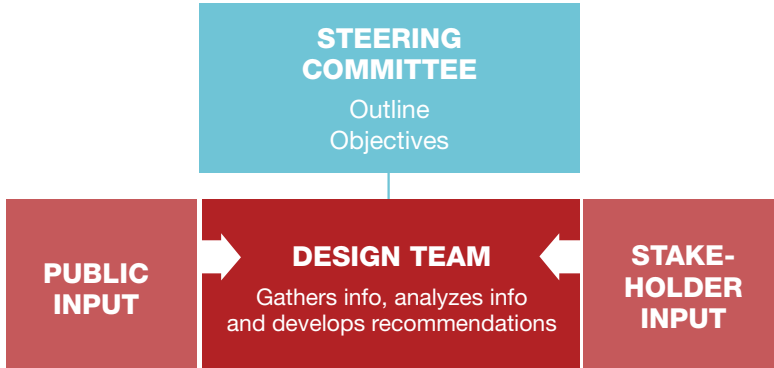 STEERING
COMMITTEE
Outline
Objectives
PUBLIC
INPUT
DESIGN TEAM
Gathers info, analyzes info
and develops recommendations
STAKE-
HOLDER
INPUT